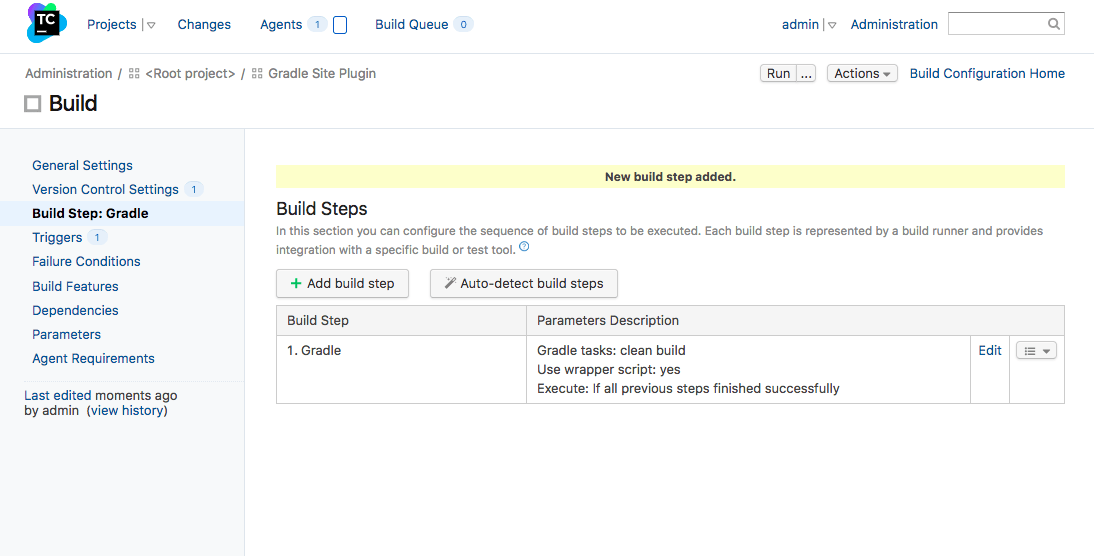 TC
Projects Changes Agents 1 Build Queue 0 admin Administration
Administration / <Root project> / Gradle Site Plugin Run ... Actions Build Configuration Home
Build
General Settings
Version Control Settings 1
Build Step: Gradle
Triggers 1
Failure Conditions
Build Features
Dependencies
Parameters
Agent Requirements
Last edited moments ago
by admin (view history)
New build step added.
Build Steps
In this section you can configure the sequence of build steps to be executed. Each build step is represented by a build runner and provides
integration with a specific build or test tool. ?
+ Add build step Auto-detect build steps
Build Step Parameters Description
1. Gradle Gradle tasks: clean build Edit
Use wrapper script: yes
Execute: If all previous steps finished successfully